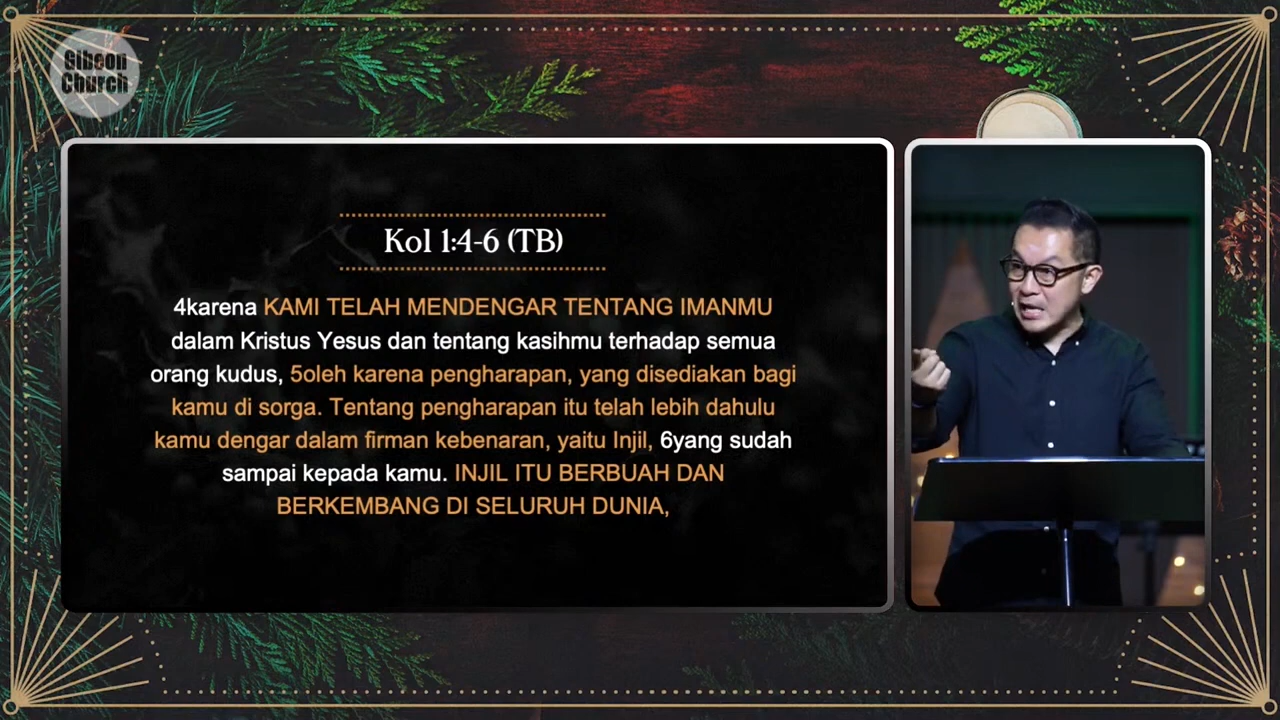 Gibeon
Church
Kol 1:4-6 (TB)
4karena KAMI TELAH MENDENGAR TENTANG IMANMU
dalam Kristus Yesus dan tentang kasihmu terhadap semua
orang kudus, 5oleh karena pengharapan, yang disediakan bagi
kamu di sorga. Tentang pengharapan itu telah lebih dahulu
kamu dengar dalam firman kebenaran, yaitu Injil, 6yang sudah
sampai kepada kamu. INJIL ITU BERBUAH DAN
BERKEMBANG DI SELURUH DUNIA,